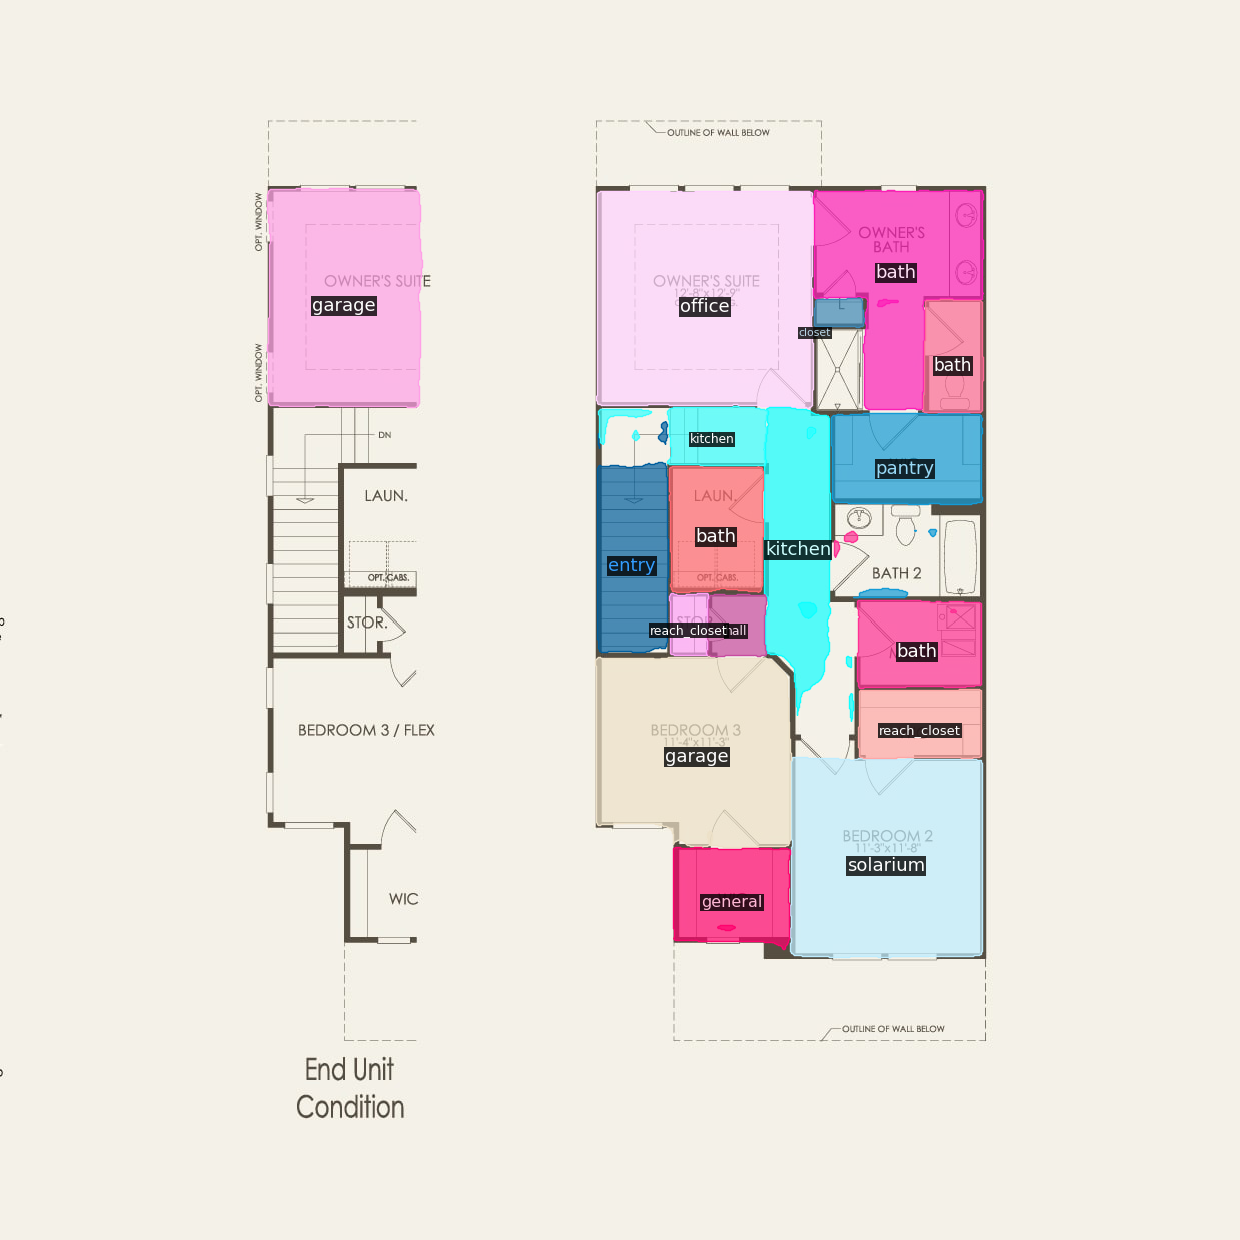 OUTLINE OF WALL BELOW
OPT. WINDOW
OWNER'S SUITE
garage
OPT. WINDOW
DN
LAUN.
OPT. CABS.
STOR.
BEDROOM 3 / FLEX
WIC
End Unit
Condition
OWNER'S SUITE
12'-8"x12'-9"
office
OWNER'S
BATH
bath
closet
bath
kitchen
pantry
LAUN.
bath
kitchen
entry
OPT. CABS.
BATH 2
reach_closet
bath
BEDROOM 3
11'-4"x11'-3"
garage
reach_closet
BEDROOM 2
11'-3"x11'-8"
solarium
general
OUTLINE OF WALL BELOW